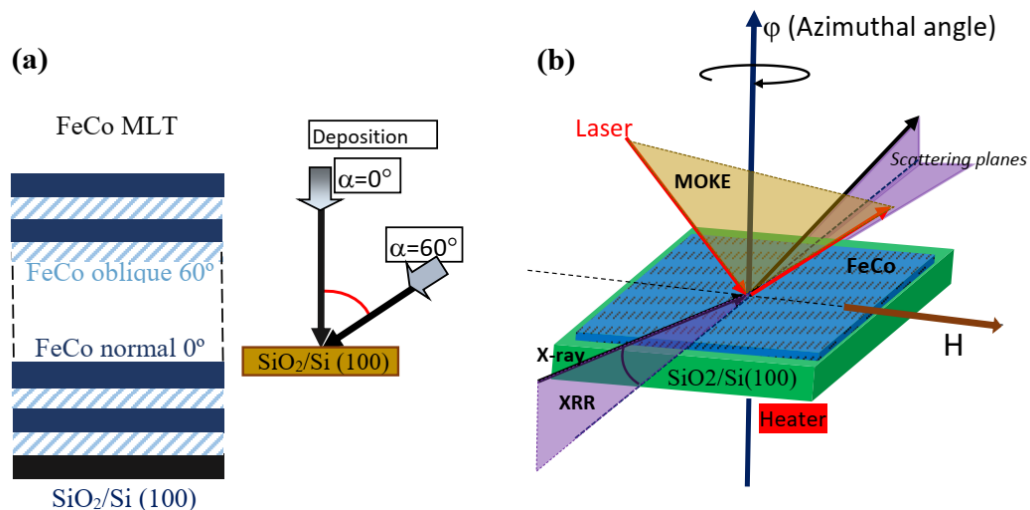 (a)
FeCo MLT
FeCo oblique 60º
FeCo normal 0º
SiO₂/Si (100)
Deposition
α=0°
α=60°
SiO₂/Si (100)
(b)
φ (Azimuthal angle)
Laser
MOKE
Scattering planes
FeCo
H
X-ray
XRR
SiO2/Si(100)
Heater